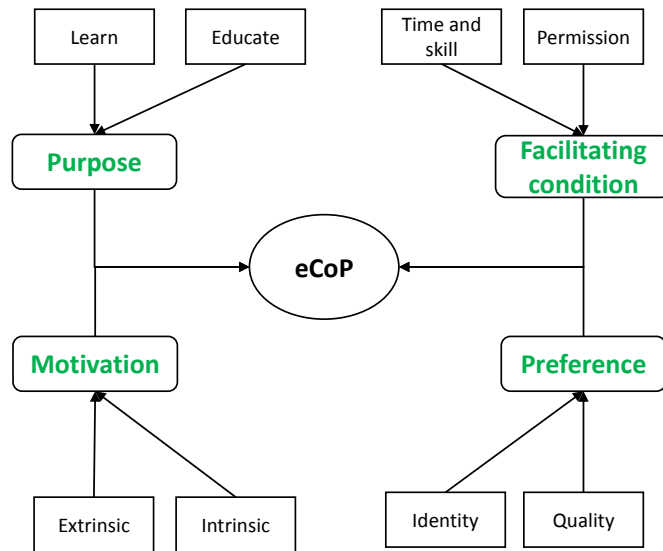 Learn
Educate
Time and
skill
Permission
Purpose
Facilitating
condition
eCoP
Motivation
Preference
Extrinsic
Intrinsic
Identity
Quality